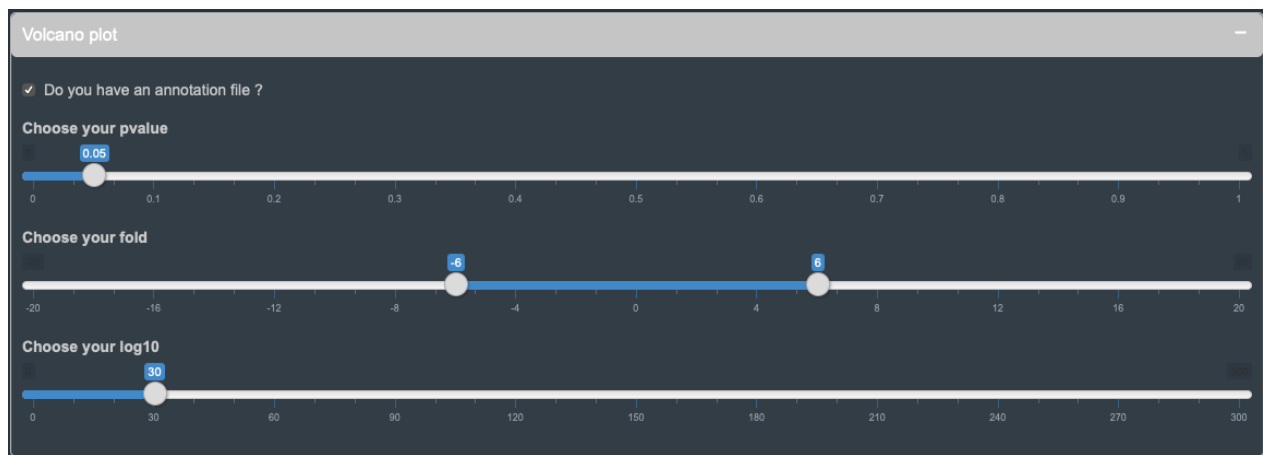 Volcano plot
Do you have an annotation file ?
Choose your pvalue
0.05
0 0.1 0.2 0.3 0.4 0.5 0.6 0.7 0.8 0.9 1
Choose your fold
-6 6
-20 -16 -12 -8 -4 0 4 8 12 16 20
Choose your log10
30
0 30 60 90 120 150 180 210 240 270 300